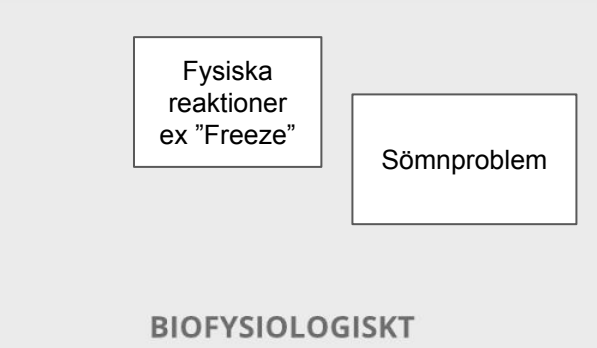 Fysiska
reaktioner
ex ”Freeze”
Sömnproblem
BIOFYSIOLOGISKT